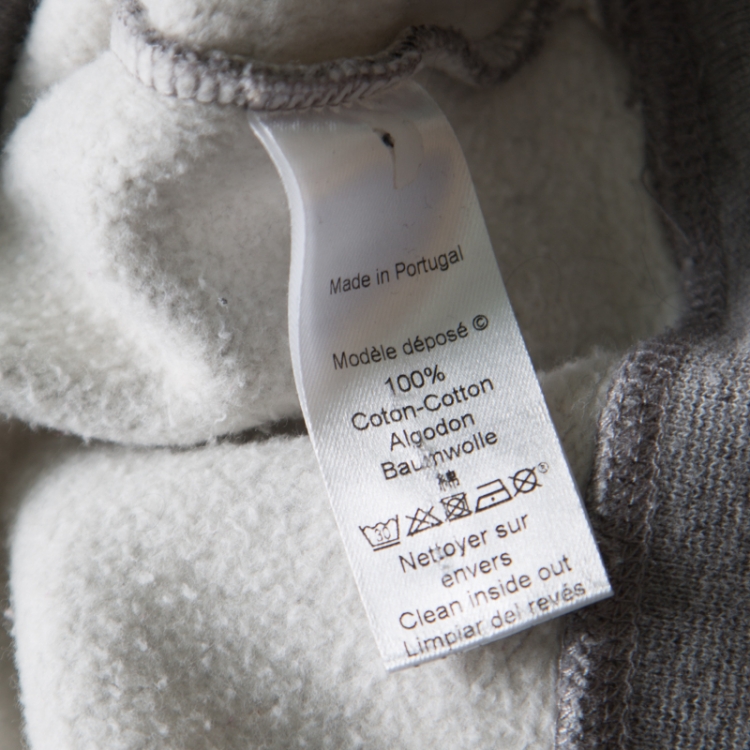 Made in Portugal
Modèle déposé ©
100%
Coton-Cotton
Algodon
Baumwolle
30
Nettoyer sur
envers
Clean inside out
Limpiar del revés